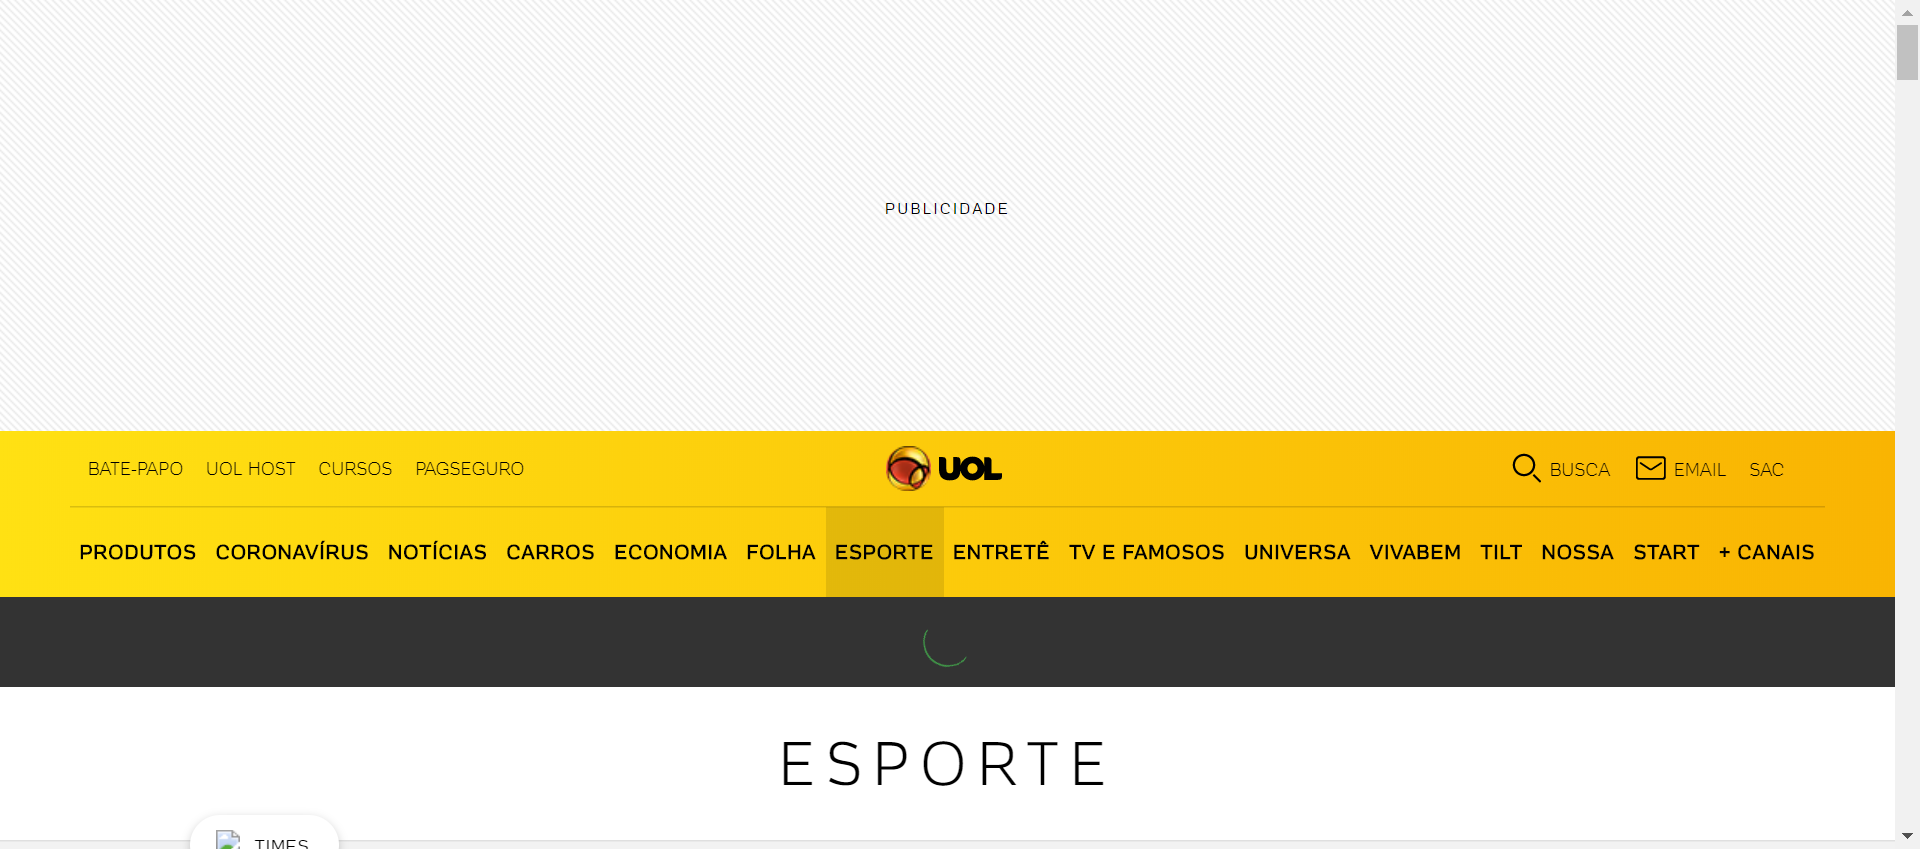 PUBLICIDADE
BATE-PAPO UOL HOST CURSOS PAGSEGURO UOL BUSCA EMAIL SAC
PRODUTOS CORONAVÍRUS NOTÍCIAS CARROS ECONOMIA FOLHA ESPORTE ENTRETÊ TV E FAMOSOS UNIVERSA VIVABEM TILT NOSSA START + CANAIS
ESPORTE
TIMES